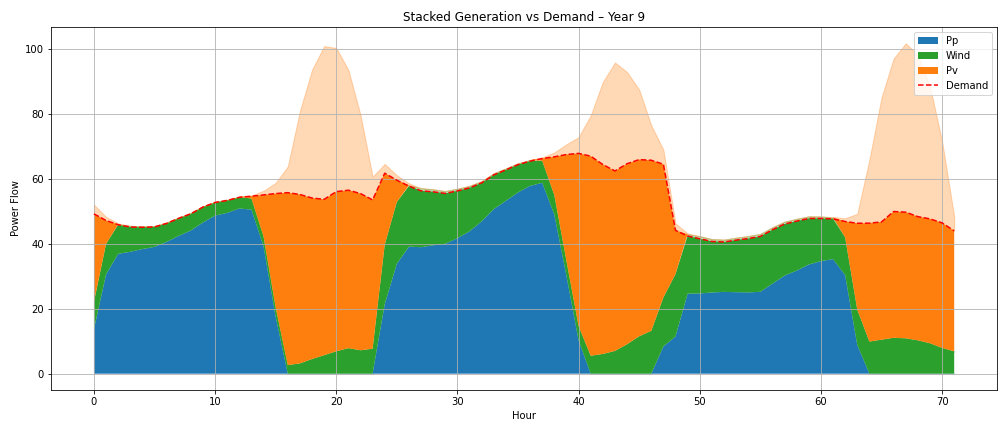 Stacked Generation vs Demand – Year 9
Pp
Wind
Pv
Demand
Power Flow
100
80
60
40
20
0
0 10 20 30 40 50 60 70
Hour